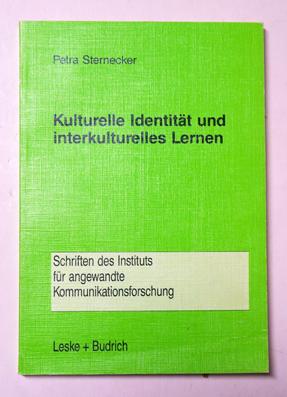 Petra Sternecker
Kulturelle Identität und
interkulturelles Lernen
Schriften des Instituts
für angewandte
Kommunikationsforschung
Leske + Budrich